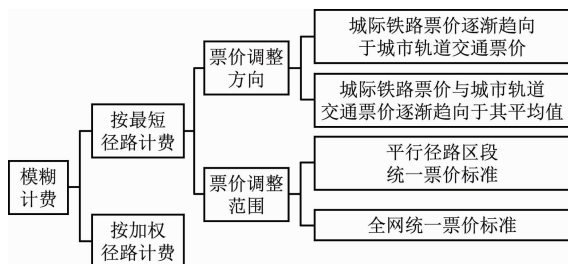 城际铁路票价逐渐趋向
于城市轨道交通票价
票价调整
方向
城际铁路票价与城市轨道
交通票价逐渐趋向于其平均值
按最短
径路计费
平行径路区段
统一票价标准
模糊
计费
票价调整
范围
全网统一票价标准
按加权
径路计费